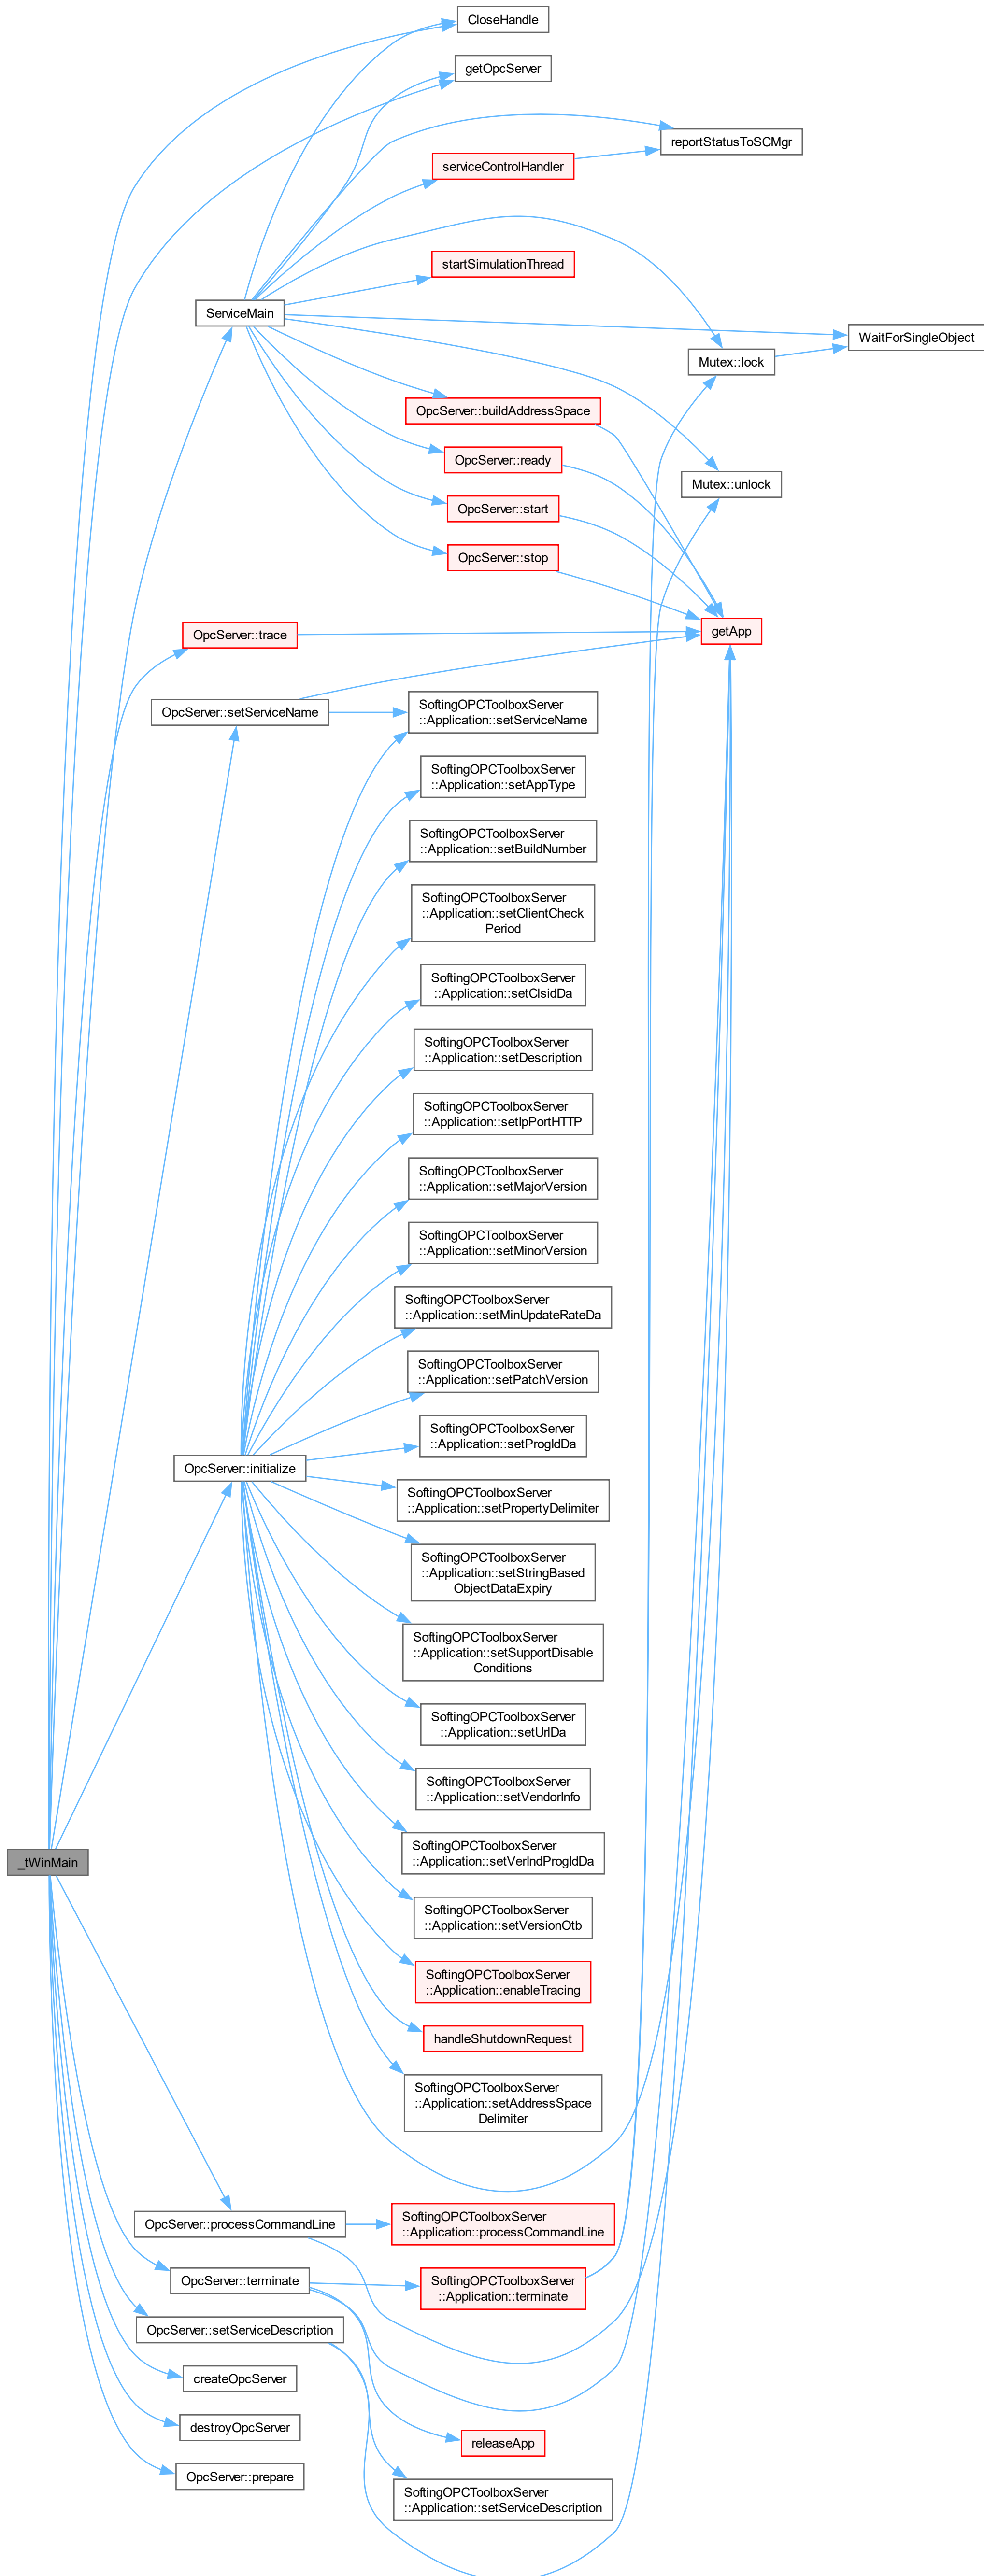 CloseHandle
getOpcServer
reportStatusToSCMgr
serviceControlHandler
startSimulationThread
ServiceMain
WaitForSingleObject
Mutex::lock
OpcServer::buildAddressSpace
OpcServer::ready
Mutex::unlock
OpcServer::start
OpcServer::stop
OpcServer::trace
getApp
OpcServer::setServiceName
SoftingOPCToolboxServer
::Application::setServiceName
SoftingOPCToolboxServer
::Application::setAppType
SoftingOPCToolboxServer
::Application::setBuildNumber
SoftingOPCToolboxServer
::Application::setClientCheck
Period
SoftingOPCToolboxServer
::Application::setClsidDa
SoftingOPCToolboxServer
::Application::setDescription
SoftingOPCToolboxServer
::Application::setIpPortHTTP
SoftingOPCToolboxServer
::Application::setMajorVersion
SoftingOPCToolboxServer
::Application::setMinorVersion
SoftingOPCToolboxServer
::Application::setMinUpdateRateDa
SoftingOPCToolboxServer
::Application::setPatchVersion
SoftingOPCToolboxServer
::Application::setProgIdDa
OpcServer::initialize
SoftingOPCToolboxServer
::Application::setPropertyDelimiter
SoftingOPCToolboxServer
::Application::setStringBased
ObjectDataExpiry
SoftingOPCToolboxServer
::Application::setSupportDisable
Conditions
SoftingOPCToolboxServer
::Application::setUrlDa
SoftingOPCToolboxServer
::Application::setVendorInfo
SoftingOPCToolboxServer
::Application::setVerIndProgIdDa
_tWinMain
SoftingOPCToolboxServer
::Application::setVersionOtb
SoftingOPCToolboxServer
::Application::enableTracing
handleShutdownRequest
SoftingOPCToolboxServer
::Application::setAddressSpace
Delimiter
OpcServer::processCommandLine
SoftingOPCToolboxServer
::Application::processCommandLine
OpcServer::terminate
SoftingOPCToolboxServer
::Application::terminate
OpcServer::setServiceDescription
createOpcServer
destroyOpcServer
releaseApp
OpcServer::prepare
SoftingOPCToolboxServer
::Application::setServiceDescription